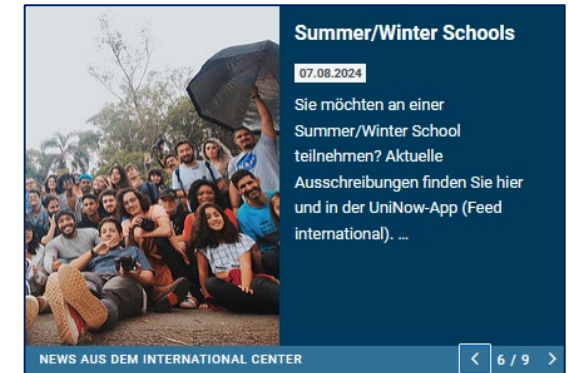 Summer/Winter Schools
07.08.2024
Sie möchten an einer
Summer/Winter School
teilnehmen? Aktuelle
Ausschreibungen finden Sie hier
und in der UniNow-App (Feed
international). ...
NEWS AUS DEM INTERNATIONAL CENTER
6 / 9